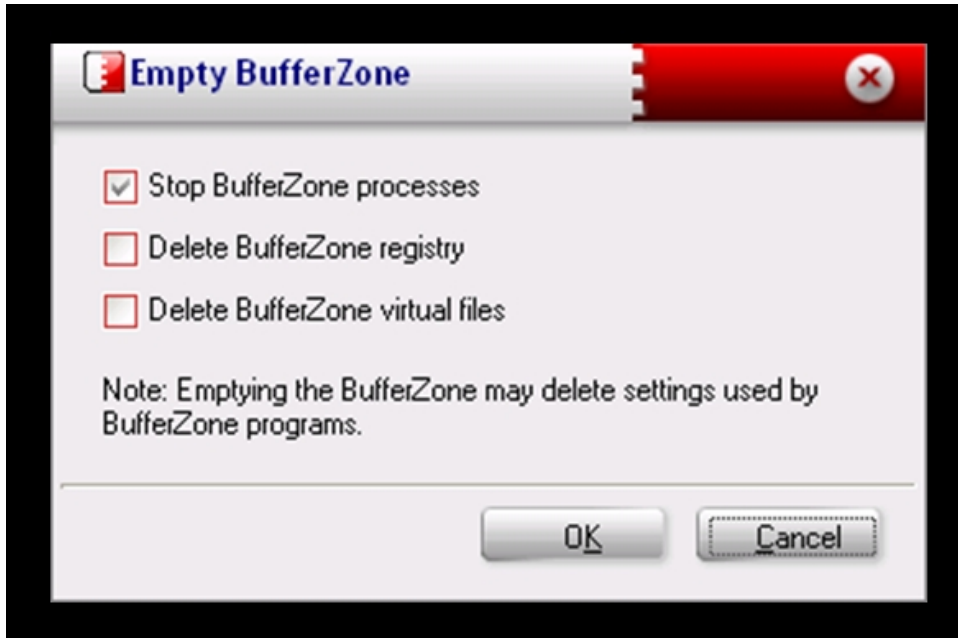 Empty BufferZone
Stop BufferZone processes
Delete BufferZone registry
Delete BufferZone virtual files
Note: Emptying the BufferZone may delete settings used by
BufferZone programs.
OK
Cancel